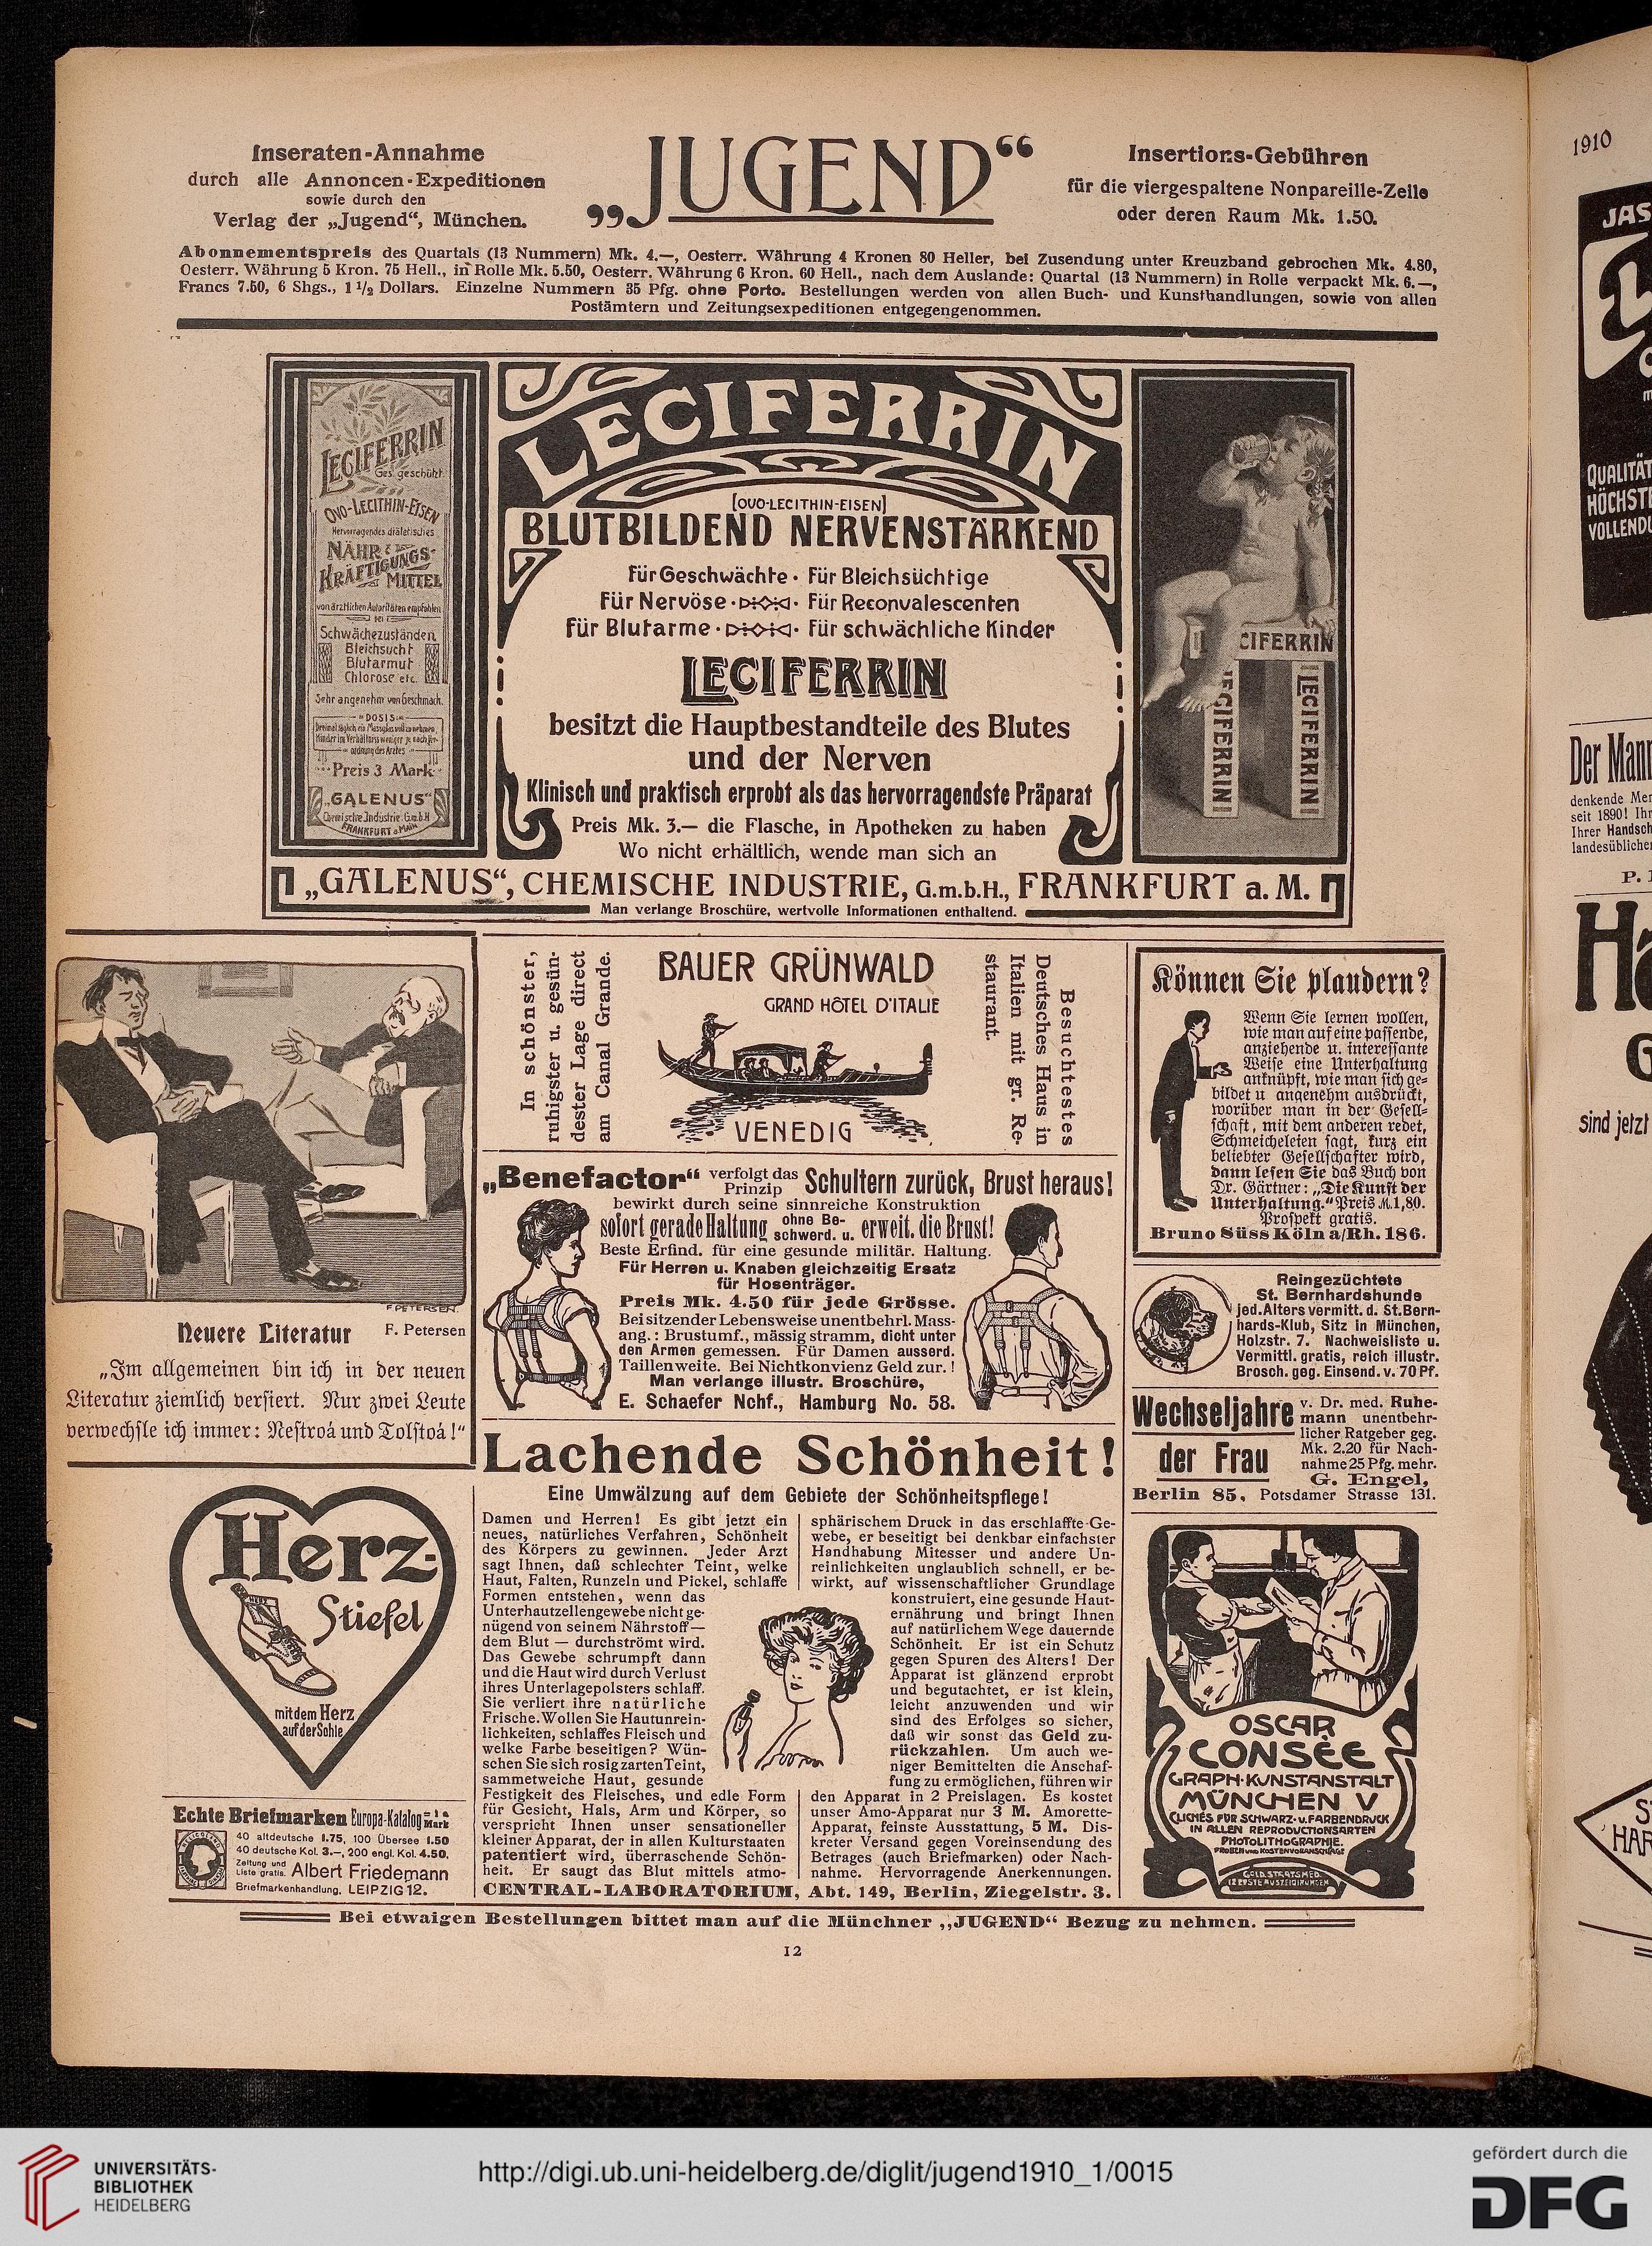 Inseraten-Annahme
durch alle Annoncen-Expeditionen
sowie durch den
Verlag der „Jugend“, München.
„JUGEND“
Insertions-Gebühren
für die viergespaltene Nonpareille-Zeile
oder deren Raum Mk. 1.50.
Abonnementspreis des Quartals (13 Nummern) Mk. 4.—, Oesterr. Währung 4 Kronen 80 Heller, bei Zusendung unter Kreuzband gebrochen Mk. 4.80,
Oesterr. Währung 5 Kron. 75 Hell., in Rolle Mk. 5.50, Oesterr. Währung 6 Kron. 60 Hell., nach dem Auslande: Quartal (13 Nummern) in Rolle verpackt Mk. 6.—,
Francs 7.50, 6 Shgs., 1 1/2 Dollars. Einzelne Nummern 35 Pfg. ohne Porto. Bestellungen werden von allen Buch- und Kunsthandlungen, sowie von allen
Postämtern und Zeitungsexpeditionen entgegengenommen.
LECIFERRIN
Ges. geschützt.
OVO-LECITHIN-EISEN
Hervorragendes diätetisches
NÄHR- &
KRÄFTIGUNGS-
MITTEL
von ärztlichen Autoritäten empfohlen
bei
Schwächezuständen
Bleichsucht
Blutarmut
Chlorose etc.
Sehr angenehm von Geschmack.
DOSIS:
Preis 3 Mark
„GALENUS“
Chemische Industrie G.m.b.H.
FRANKFURT a. MAIN
LECIFERRIN
[OVO-LECITHIN-EISEN]
BLUTBILDEND NERVENSTÄRKEND
Für Geschwächte · Für Bleichsüchtige
Für Nervöse · Für Reconvalescenten
Für Blutarme · Für schwächliche Kinder
LECIFERRIN
besitzt die Hauptbestandteile des Blutes
und der Nerven
Klinisch und praktisch erprobt als das hervorragendste Präparat
Preis Mk. 3.— die Flasche, in Apotheken zu haben
Wo nicht erhältlich, wende man sich an
CIFERRIN
LECIFERRIN
LECIFERRIN
„GALENUS“, CHEMISCHE INDUSTRIE, G.m.b.H., FRANKFURT a. M.
Man verlange Broschüre, wertvolle Informationen enthaltend.
F. PETERSEN.
Neuere Literatur
F. Petersen
„Im allgemeinen bin ich in der neuen
Literatur ziemlich versiert. Nur zwei Leute
verwechsle ich immer: Nestroá und Tolstoá!“
Herz-
Stiefel
mit dem Herz
auf der Sohle
Echte Briefmarken Europa-Katalog 1 Mark
40 altdeutsche 1.75, 100 Übersee 1.50
40 deutsche Kol. 3.—, 200 engl. Kol. 4.50.
Zeitung und
Liste gratis. Albert Friedemann
Briefmarkenhandlung, LEIPZIG 12.
In schönster,
ruhigster u. gesün-
dester Lage direct
am Canal Grande.
BAUER GRÜNWALD
GRAND HÔTEL D'ITALIE
VENEDIG
Besuchtestes
Deutsches Haus in
Italien mit gr. Re-
staurant.
„Benefactor“ verfolgt das Prinzip Schultern zurück, Brust heraus!
bewirkt durch seine sinnreiche Konstruktion
sofort gerade Haltung ohne Be-schwerd. u. erweit. die Brust!
Beste Erfind. für eine gesunde militär. Haltung.
Für Herren u. Knaben gleichzeitig Ersatz
für Hosenträger.
Preis Mk. 4.50 für jede Grösse.
Bei sitzender Lebensweise unentbehrl. Mass-
ang.: Brustumf., mässig stramm, dicht unter
den Armen gemessen. Für Damen ausserd.
Taillenweite. Bei Nichtkonvienz Geld zur.!
Man verlange illustr. Broschüre,
E. Schaefer Nchf., Hamburg No. 58.
Lachende Schönheit!
Eine Umwälzung auf dem Gebiete der Schönheitspflege!
Damen und Herren! Es gibt jetzt ein
neues, natürliches Verfahren, Schönheit
des Körpers zu gewinnen. Jeder Arzt
sagt Ihnen, daß schlechter Teint, welke
Haut, Falten, Runzeln und Pickel, schlaffe
Formen entstehen, wenn das
Unterhautzellengewebe nicht ge-
nügend von seinem Nährstoff —
dem Blut — durchströmt wird.
Das Gewebe schrumpft dann
und die Haut wird durch Verlust
ihres Unterlagepolsters schlaff.
Sie verliert ihre natürliche
Frische. Wollen Sie Hautunrein-
lichkeiten, schlaffes Fleisch und
welke Farbe beseitigen? Wün-
schen Sie sich rosig zarten Teint,
sammetweiche Haut, gesunde
Festigkeit des Fleisches, und edle Form
für Gesicht, Hals, Arm und Körper, so
verspricht Ihnen unser sensationeller
kleiner Apparat, der in allen Kulturstaaten
patentiert wird, überraschende Schön-
heit. Er saugt das Blut mittels atmo-
sphärischem Druck in das erschlaffte Ge-
webe, er beseitigt bei denkbar einfachster
Handhabung Mitesser und andere Un-
reinlichkeiten unglaublich schnell, er be-
wirkt, auf wissenschaftlicher Grundlage
konstruiert, eine gesunde Haut-
ernährung und bringt Ihnen
auf natürlichem Wege dauernde
Schönheit. Er ist ein Schutz
gegen Spuren des Alters! Der
Apparat ist glänzend erprobt
und begutachtet, er ist klein,
leicht anzuwenden und wir
sind des Erfolges so sicher,
daß wir sonst das Geld zu-
rückzahlen. Um auch we-
niger Bemittelten die Anschaf-
fung zu ermöglichen, führen wir
den Apparat in 2 Preislagen. Es kostet
unser Amo-Apparat nur 3 M. Amorette-
Apparat, feinste Ausstattung, 5 M. Dis-
kreter Versand gegen Voreinsendung des
Betrages (auch Briefmarken) oder Nach-
nahme. Hervorragende Anerkennungen.
CENTRAL-LABORATORIUM, Abt. 149, Berlin, Ziegelstr. 3.
Können Sie plaudern?
Wenn Sie lernen wollen,
wie man auf eine passende,
anziehende u. interessante
Weise eine Unterhaltung
anknüpft, wie man sich ge-
bildet u angenehm ausdrückt,
worüber man in der Gesell-
schaft, mit dem anderen redet,
Schmeicheleien sagt, kurz ein
beliebter Gesellschafter wird,
dann lesen Sie das Buch von
Dr. Gärtner: „Die Kunst der
Unterhaltung.“ Preis M. 1,80.
Prospekt gratis.
Bruno Süss Köln a/Rh. 186.
Reingezüchtete
St. Bernhardshunde
jed. Alters vermitt. d. St. Bern-
hards-Klub, Sitz in München,
Holzstr. 7. Nachweisliste u.
Vermittl. gratis, reich illustr.
Brosch. geg. Einsend. v. 70 Pf.
Wechseljahre
der Frau
v. Dr. med. Ruhe-
mann unentbehr-
licher Ratgeber geg.
Mk. 2.20 für Nach-
nahme 25 Pfg. mehr.
G. Engel,
Berlin 85, Potsdamer Strasse 131.
OSCAR
CONSÉE
GRAPH·KUNSTANSTALT
MÜNCHEN V
CLICHÉS FÜR SCHWARZ- u. FARBENDRUCK
IN ALLEN REPRODUCTIONSARTEN
PHOTOLITHOGRAPHIE.
PROBEN UND KOSTENVORANSCHLÄGE
GOLD. STAATSMED.
12 ERSTE AUSZEICHNUNGEN
Bei etwaigen Bestellungen bittet man auf die Münchner „JUGEND“ Bezug zu nehmen.
12
1910
JAS
QUALITÄT
HÖCHSTE
VOLLENDU
Der Mann
denkende Men
seit 1890! Ihr
Ihrer Handsch
landesübliche
P. 1
Ha
G
sind jetzt
HAR
UNIVERSITÄTS-
BIBLIOTHEK
HEIDELBERG
http://digi.ub.uni-heidelberg.de/diglit/jugend1910_1/0015
gefördert durch die
DFG